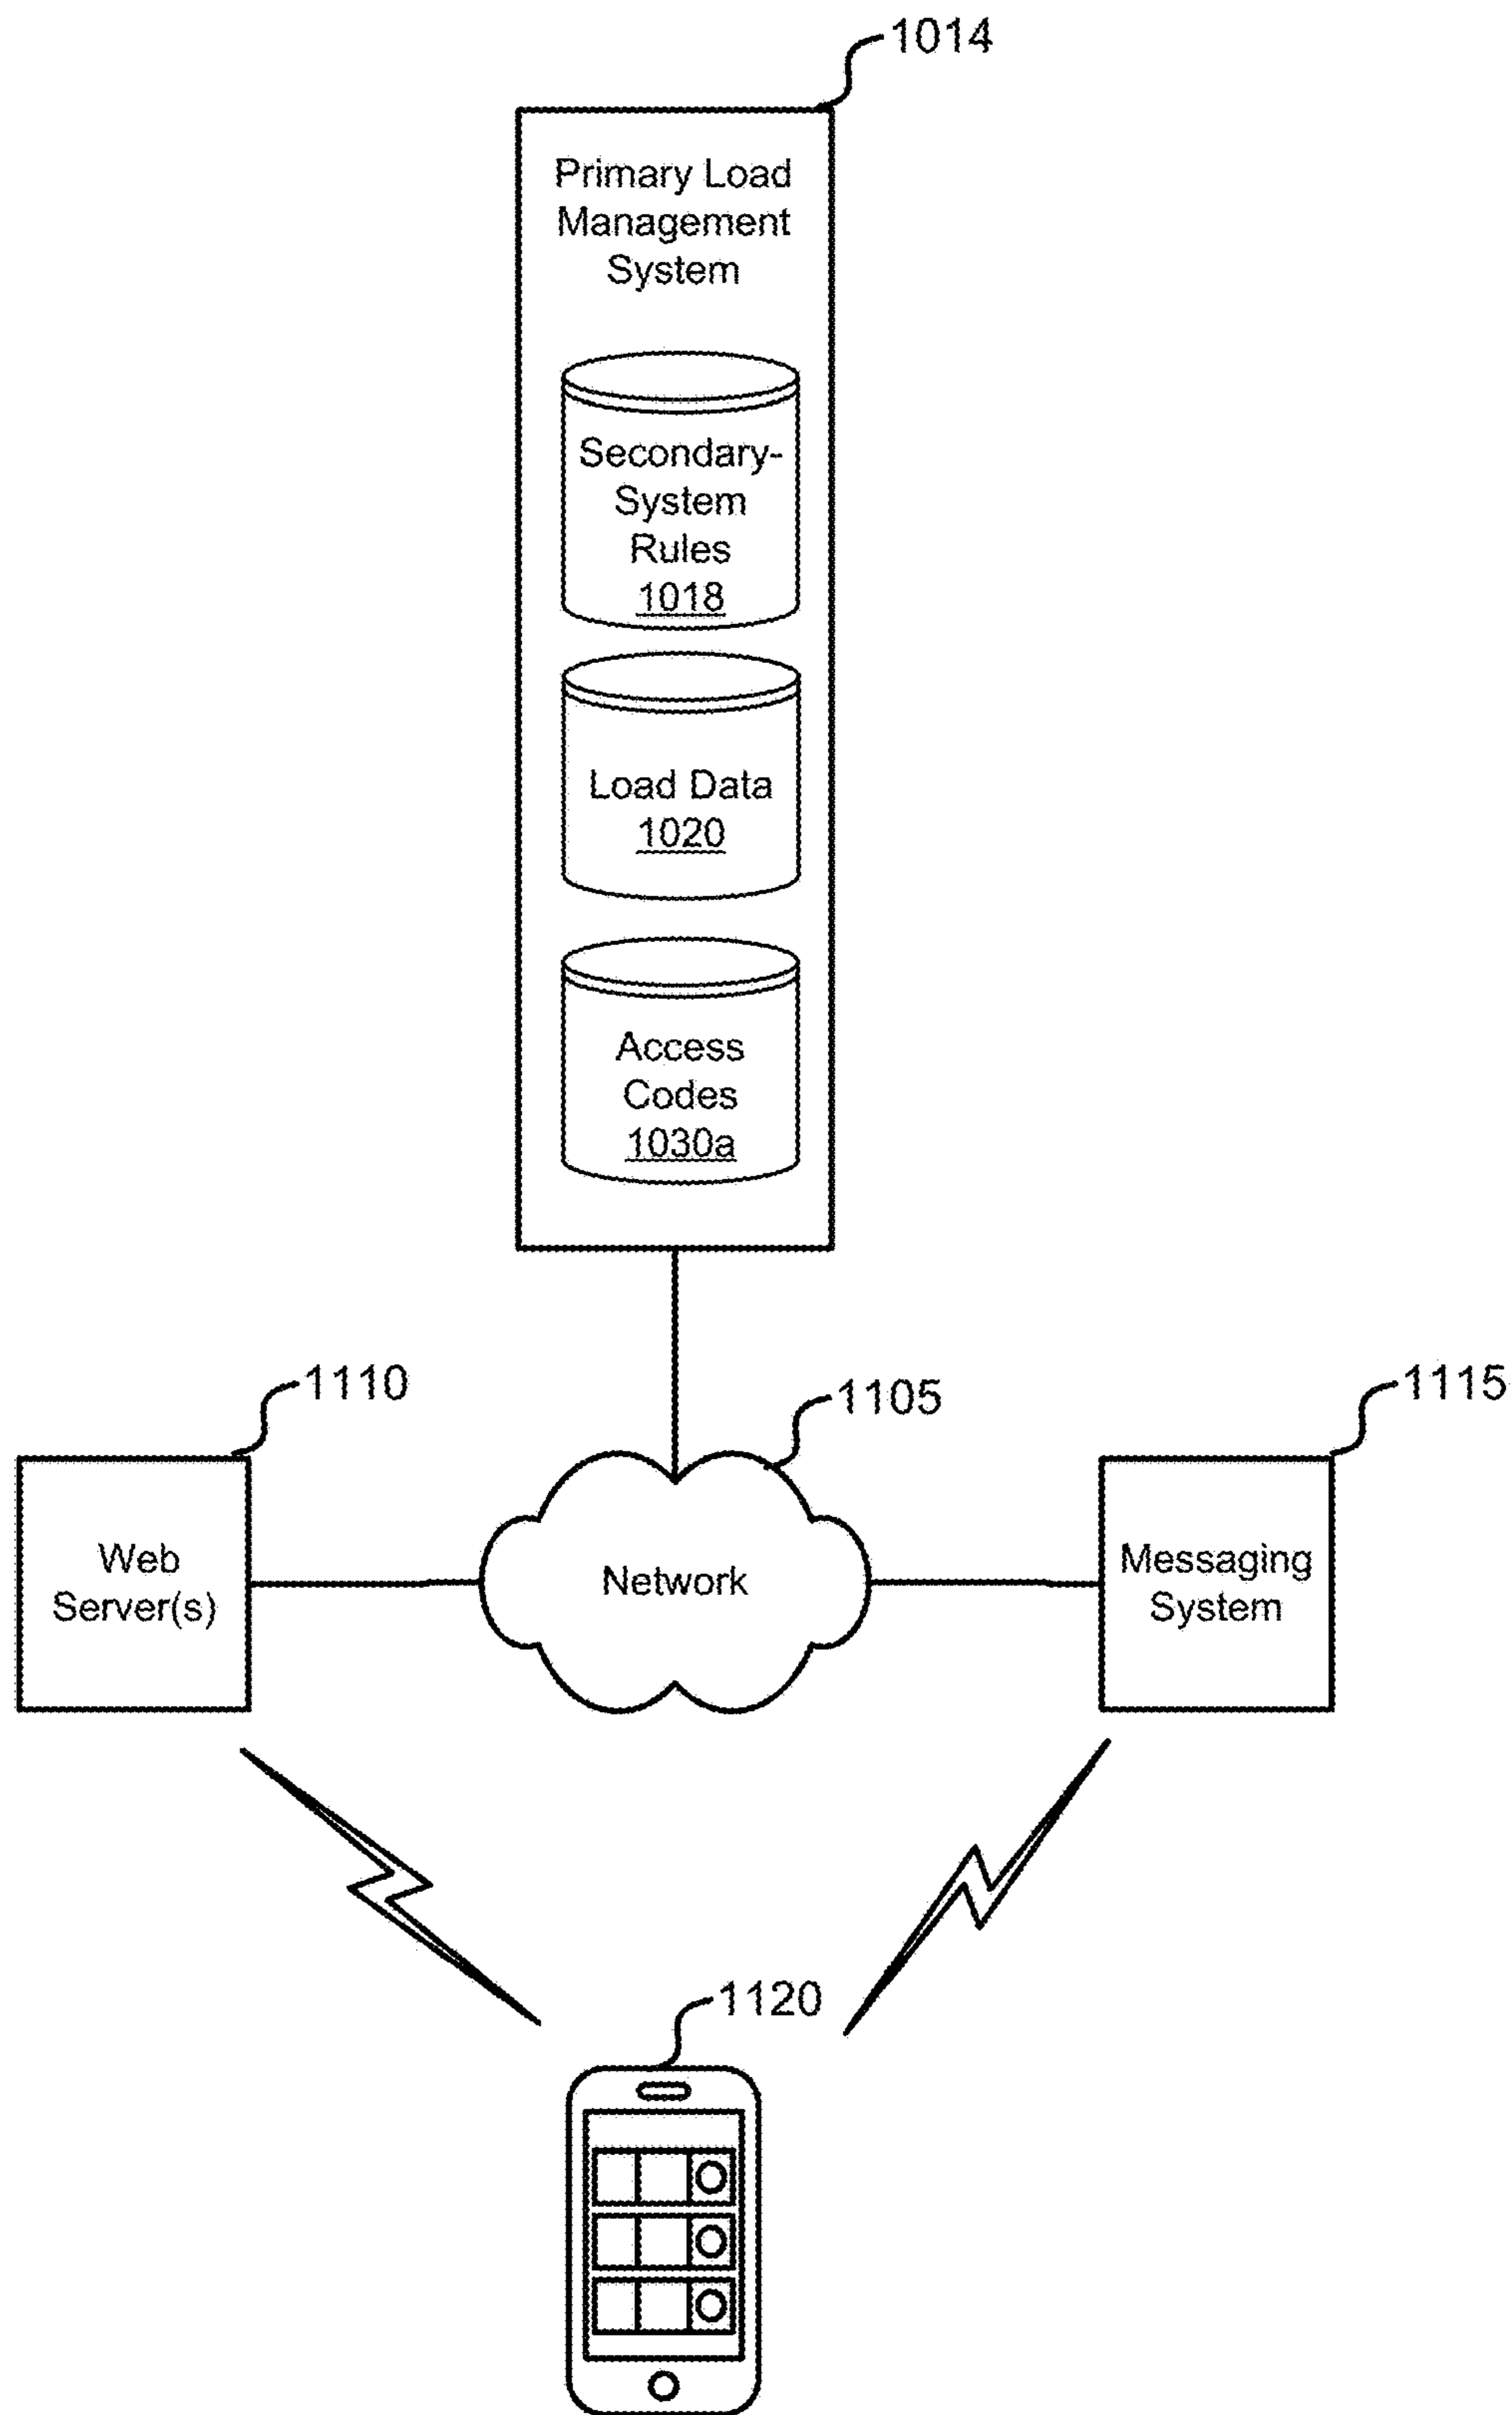 1014
Primary Load
Management
System
Secondary-
System
Rules
1018
Load Data
1020
Access
Codes
1030a
1110
1105
1115
Web
Server(s)
Network
Messaging
System
1120